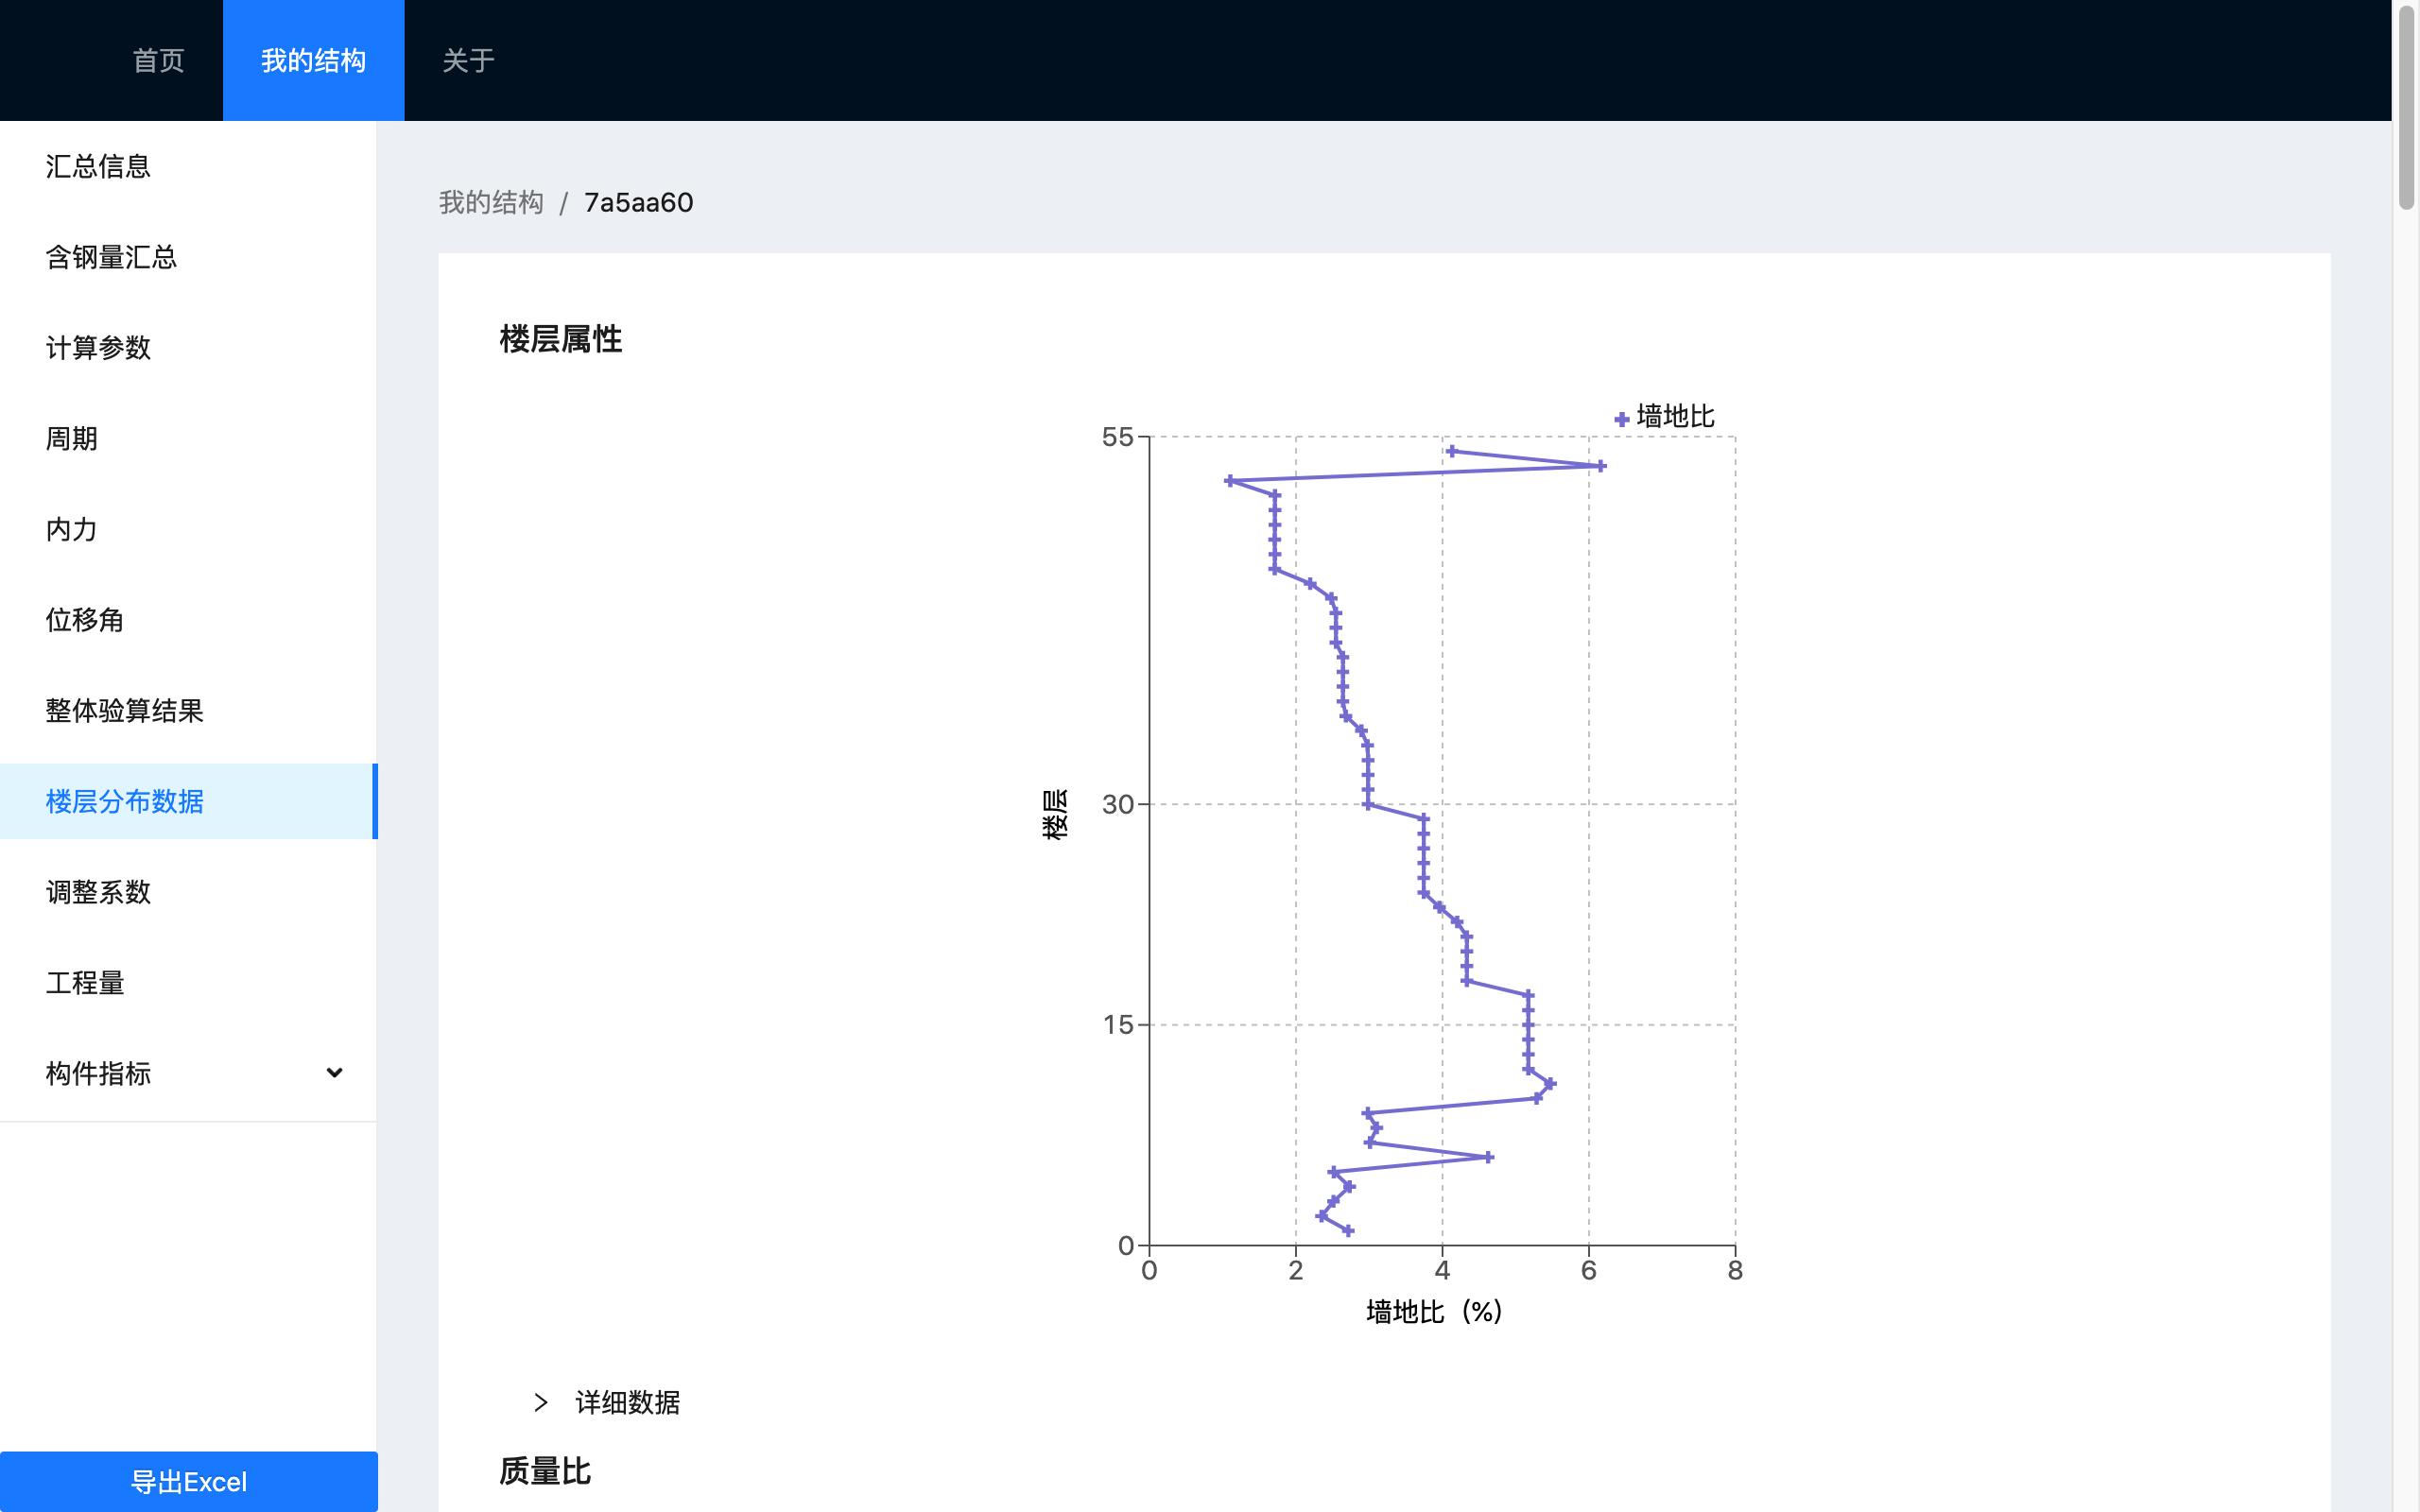 首页 我的结构 关于
汇总信息
含钢量汇总
计算参数
周期
内力
位移角
整体验算结果
楼层分布数据
调整系数
工程量
构件指标
导出Excel
我的结构 / 7a5aa60
楼层属性
墙地比
55
30
15
0
楼层
0 2 4 6 8
墙地比（%）
详细数据
质量比